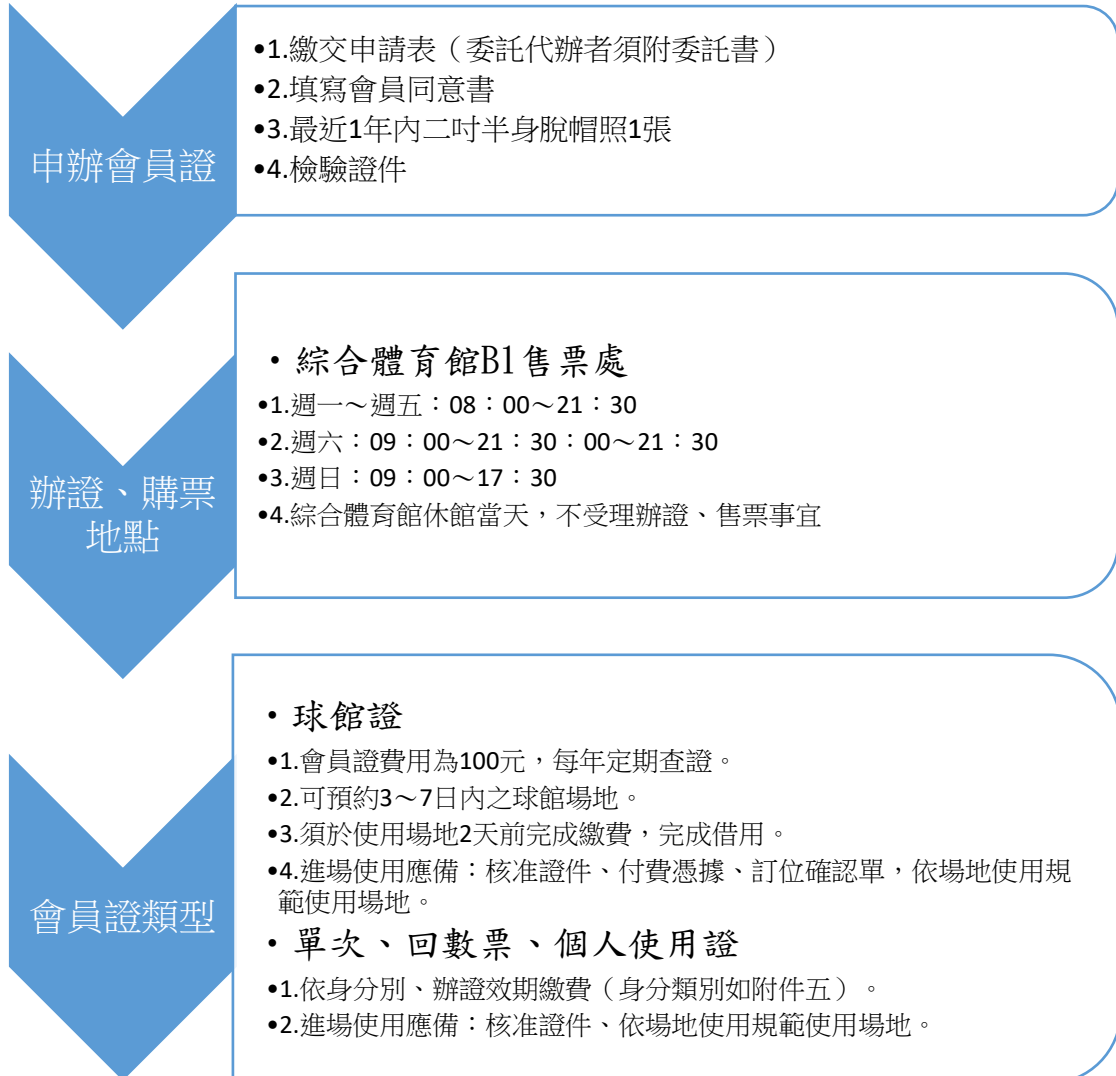 申辦會員證
•1.繳交申請表（委託代辦者須附委託書）
•2.填寫會員同意書
•3.最近1年內二吋半身脫帽照1張
•4.檢驗證件
辦證、購票
地點
・綜合體育館B1售票處
•1.週一～週五：08：00～21：30
•2.週六：09：00～21：30：00～21：30
•3.週日：09：00～17：30
•4.綜合體育館休館當天，不受理辦證、售票事宜
會員證類型
・球館證
•1.會員證費用為100元，每年定期查證。
•2.可預約3～7日內之球館場地。
•3.須於使用場地2天前完成繳費，完成借用。
•4.進場使用應備：核准證件、付費憑據、訂位確認單，依場地使用規
範使用場地。
・單次、回數票、個人使用證
•1.依身分別、辦證效期繳費（身分類別如附件五）。
•2.進場使用應備：核准證件、依場地使用規範使用場地。